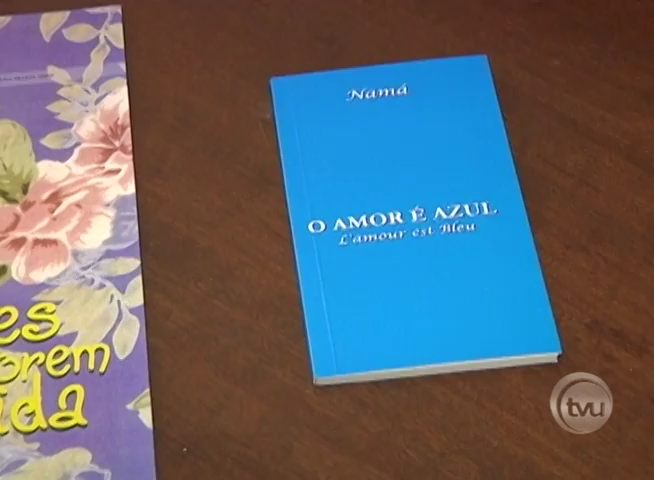 es
orem
ida
Namá
O AMOR É AZUL
L'amour est Bleu
tvu